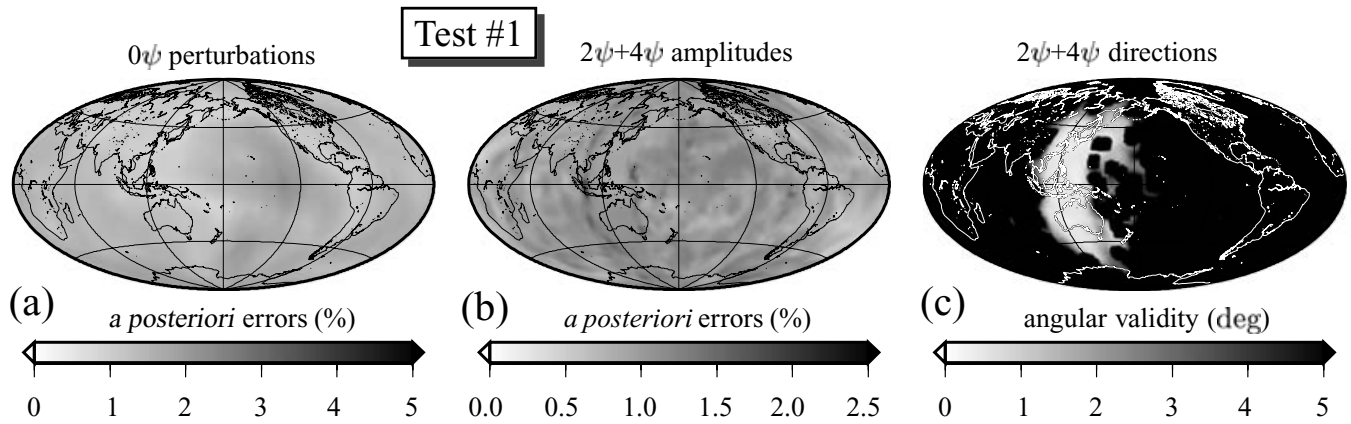 Test #1
0ψ perturbations
2ψ+4ψ amplitudes
2ψ+4ψ directions
(a)
a posteriori errors (%)
0 1 2 3 4 5
(b)
a posteriori errors (%)
0.0 0.5 1.0 1.5 2.0 2.5
(c)
angular validity (deg)
0 1 2 3 4 5